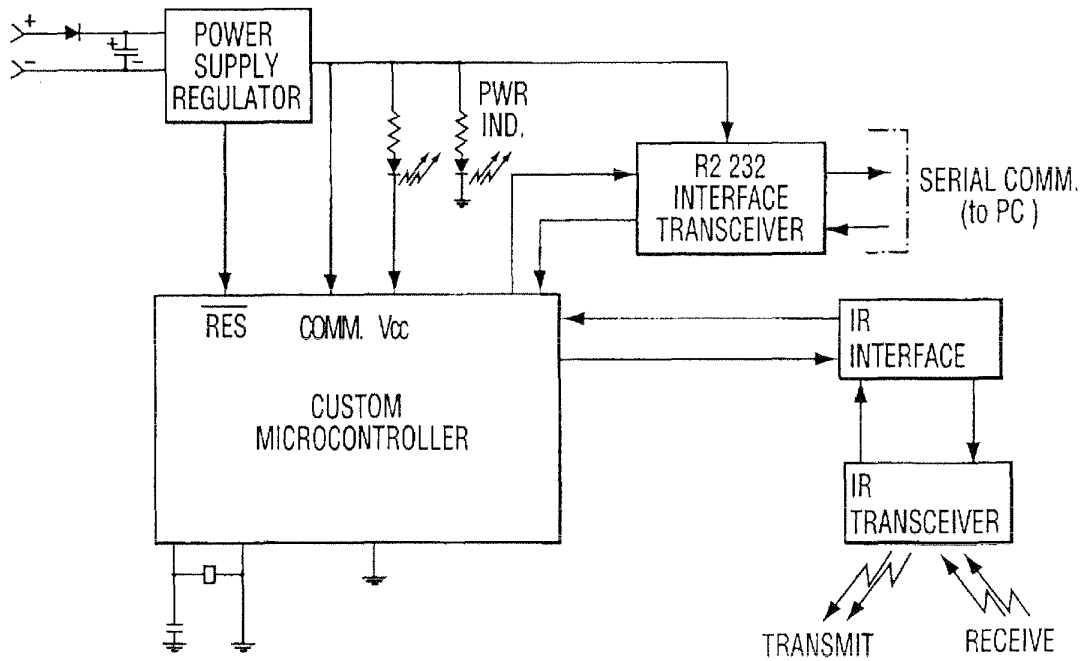 +
-
+
-
POWER
SUPPLY
REGULATOR
PWR
IND.
R2 232
INTERFACE
TRANSCEIVER
SERIAL COMM.
(to PC)
RES COMM. Vcc
CUSTOM
MICROCONTROLLER
IR
INTERFACE
IR
TRANSCEIVER
TRANSMIT
RECEIVE